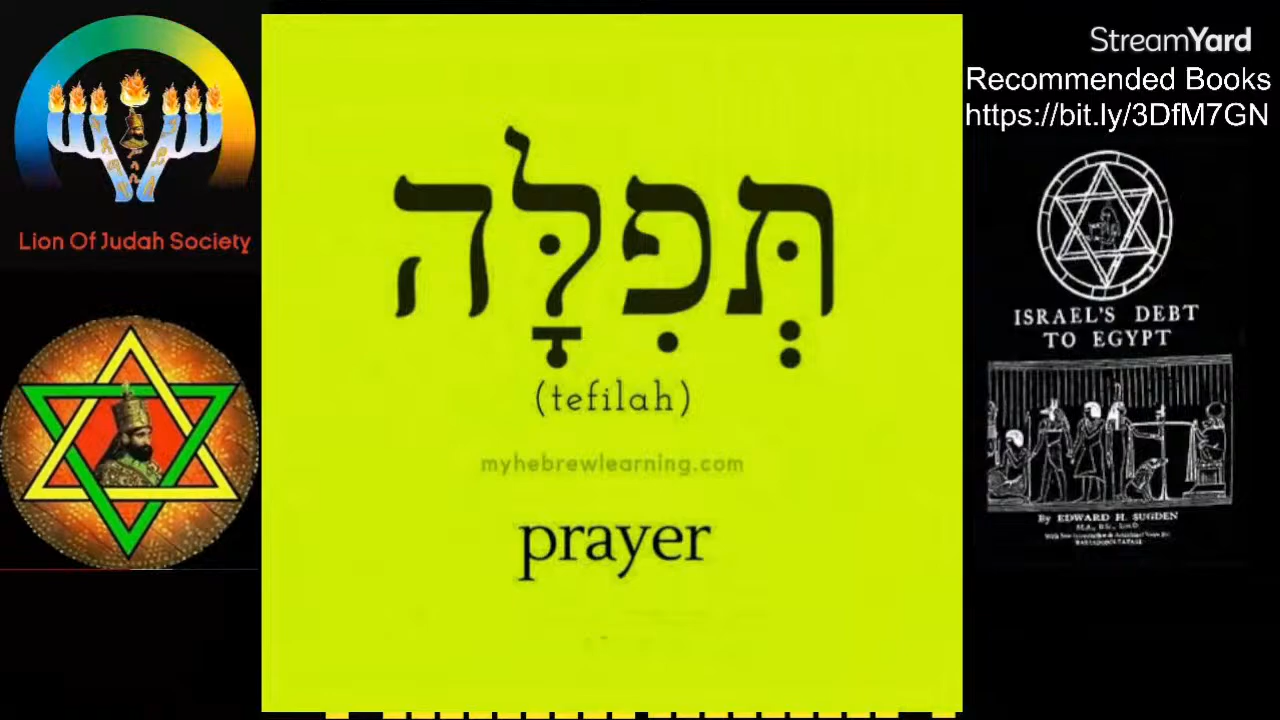 Lion Of Judah Society
תְּפִלָּה
(tefilah)
myhebrewlearning.com
prayer
StreamYard
Recommended Books
https://bit.ly/3DfM7GN
ISRAEL'S DEBT
TO EGYPT
By EDWARD H. SUGDEN